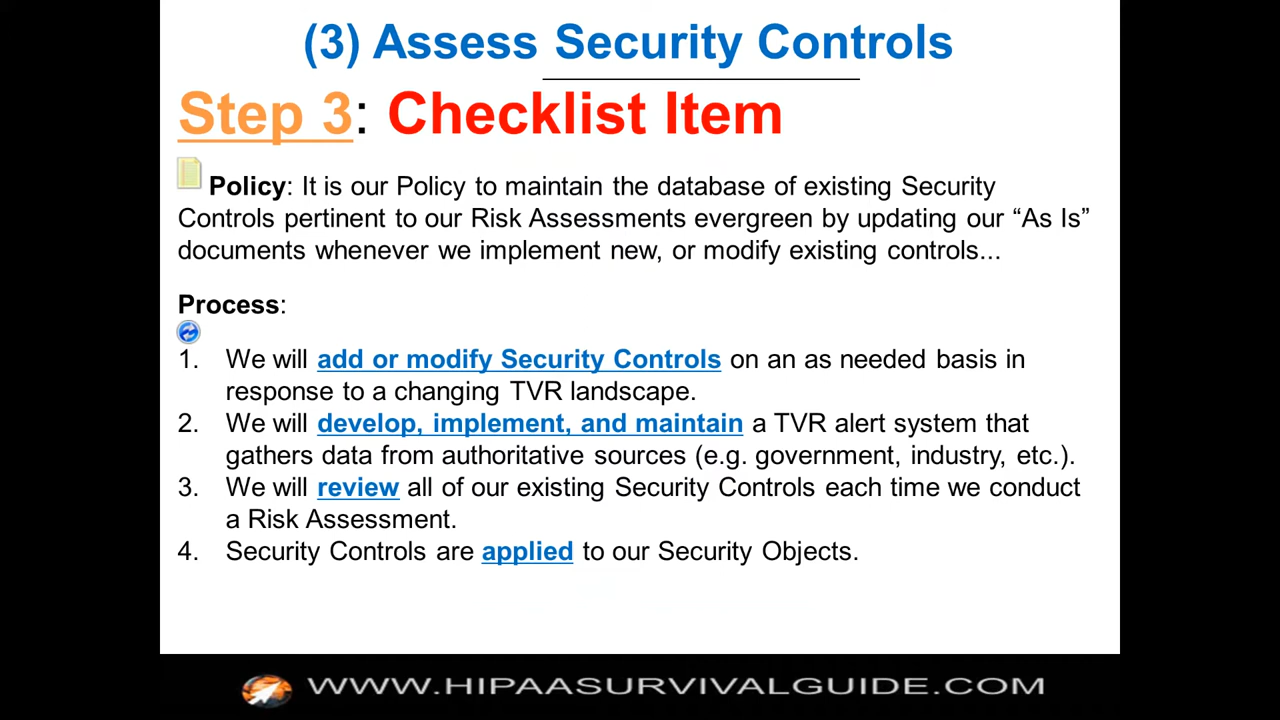 (3) Assess Security Controls
Step 3: Checklist Item
Policy: It is our Policy to maintain the database of existing Security
Controls pertinent to our Risk Assessments evergreen by updating our “As Is”
documents whenever we implement new, or modify existing controls...
Process:
1. We will add or modify Security Controls on an as needed basis in
response to a changing TVR landscape.
2. We will develop, implement, and maintain a TVR alert system that
gathers data from authoritative sources (e.g. government, industry, etc.).
3. We will review all of our existing Security Controls each time we conduct
a Risk Assessment.
4. Security Controls are applied to our Security Objects.
WWW.HIPAASURVIVALGUIDE.COM